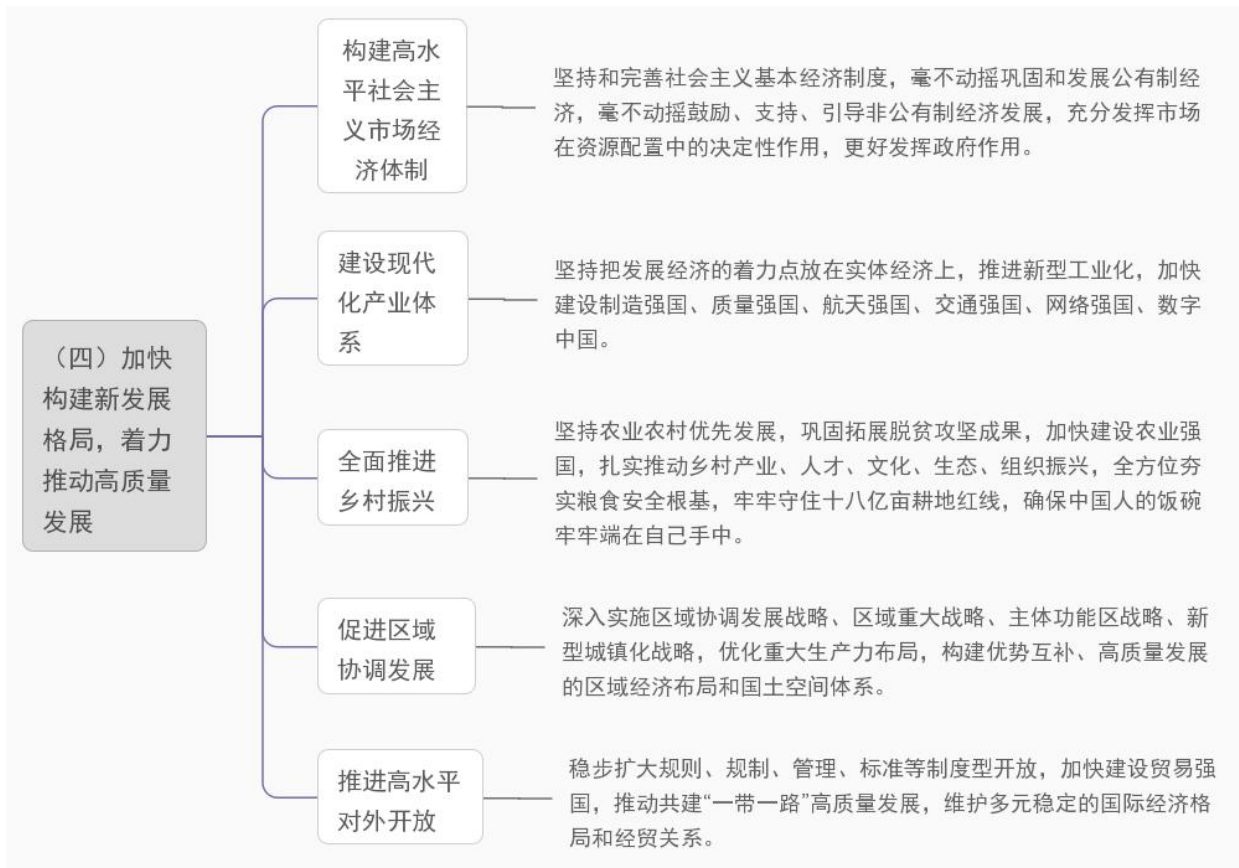 （四）加快
构建新发展
格局，着力
推动高质量
发展
构建高水
平社会主
义市场经
济体制
坚持和完善社会主义基本经济制度，毫不动摇巩固和发展公有制经
济，毫不动摇鼓励、支持、引导非公有制经济发展，充分发挥市场
在资源配置中的决定性作用，更好发挥政府作用。
建设现代
化产业体
系
坚持把发展经济的着力点放在实体经济上，推进新型工业化，加快
建设制造强国、质量强国、航天强国、交通强国、网络强国、数字
中国。
全面推进
乡村振兴
坚持农业农村优先发展，巩固拓展脱贫攻坚成果，加快建设农业强
国，扎实推动乡村产业、人才、文化、生态、组织振兴，全方位夯
实粮食安全根基，牢牢守住十八亿亩耕地红线，确保中国人的饭碗
牢牢端在自己手中。
促进区域
协调发展
深入实施区域协调发展战略、区域重大战略、主体功能区战略、新
型城镇化战略，优化重大生产力布局，构建优势互补、高质量发展
的区域经济布局和国土空间体系。
推进高水平
对外开放
稳步扩大规则、规制、管理、标准等制度型开放，加快建设贸易强
国，推动共建“一带一路”高质量发展，维护多元稳定的国际经济格
局和经贸关系。